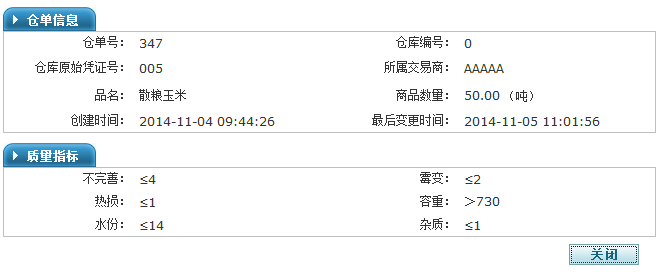 仓单信息
仓单号： 347 仓库编号： 0
仓库原始凭证号： 005 所属交易商： AAAAA
品名： 散粮玉米 商品数量： 50.00 （吨）
创建时间： 2014-11-04 09:44:26 最后变更时间： 2014-11-05 11:01:56
质量指标
不完善： ≤4 霉变： ≤2
热损： ≤1 容重： ＞730
水份： ≤14 杂质： ≤1
关闭